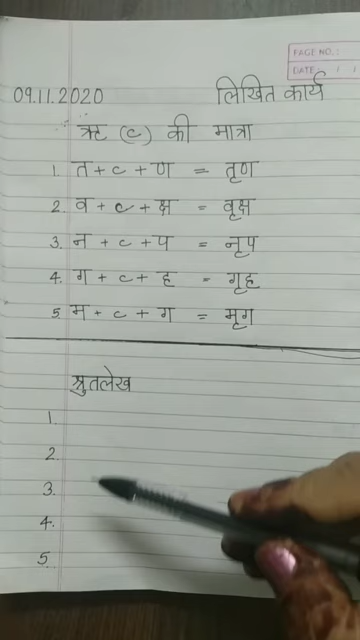 PAGE NO. :
DATE : / /
09.11.2020 लिखित कार्य
ऋ (ृ) की मात्रा
1. त + ृ + ण = तृण
2. व + ृ + क्ष = वृक्ष
3. न + ृ + प = नृप
4. ग + ृ + ह = गृह
5. म + ृ + ग = मृग
श्रुतलेख
1.
2.
3.
4.
5.